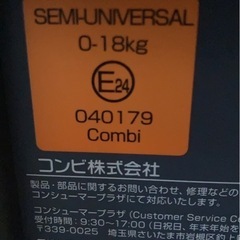 SEMI-UNIVERSAL
0-18kg
E24
040179
Combi
コンビ株式会社
製品・部品に関するお問い合わせ、修理などの
コンシューマープラザにて対応いたします。
コンシューマープラザ (Customer Service Ce
受付時間：9:30～17:00 (日祝日、年末年始を
〒339-0025 埼玉県さいたま市岩槻区釣上